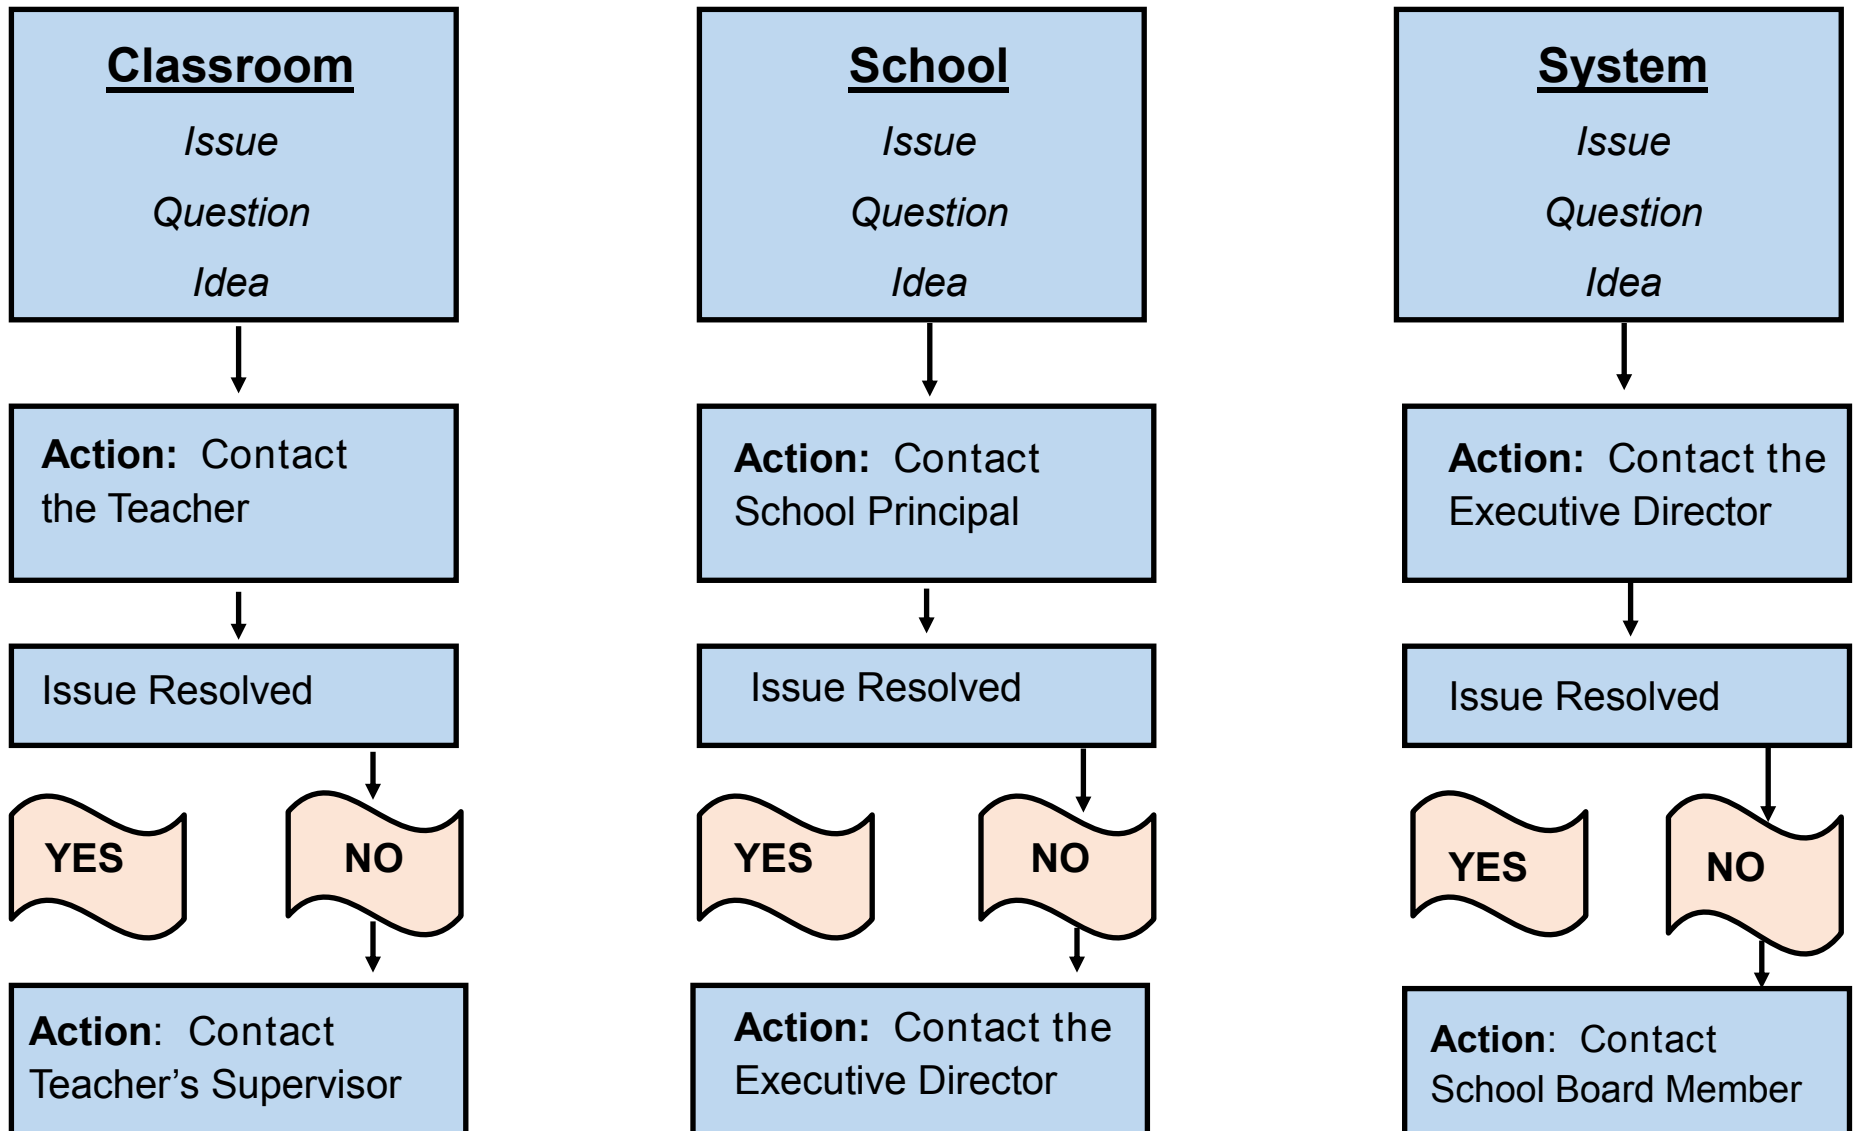 Classroom
Issue
Question
Idea
Action: Contact
the Teacher
Issue Resolved
YES
NO
Action: Contact
Teacher’s Supervisor
School
Issue
Question
Idea
Action: Contact
School Principal
Issue Resolved
YES
NO
Action: Contact the
Executive Director
System
Issue
Question
Idea
Action: Contact the
Executive Director
Issue Resolved
YES
NO
Action: Contact
School Board Member